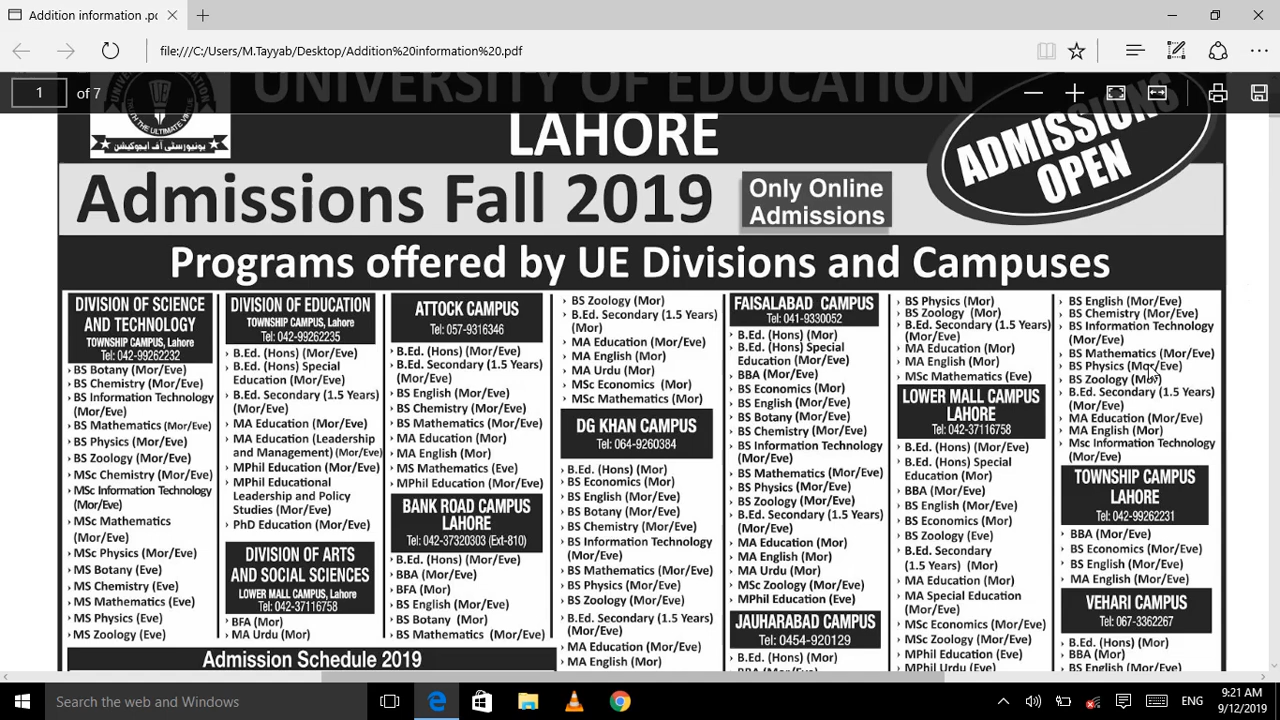 Addition information .pc
file:///C:/Users/M.Tayyab/Desktop/Addition%20information%20.pdf
1 of 7
UNIVERSITY OF EDUCATION
LAHORE
TRUTH THE ULTIMATE VIRTUE
یونیورسٹی آف ایجوکیشن
ADMISSIONS
OPEN
Admissions Fall 2019
Only Online
Admissions
Programs offered by UE Divisions and Campuses
DIVISION OF SCIENCE
AND TECHNOLOGY
TOWNSHIP CAMPUS, Lahore
Tel: 042-99262232
BS Botany (Mor/Eve)
BS Chemistry (Mor/Eve)
BS Information Technology
(Mor/Eve)
BS Mathematics (Mor/Eve)
BS Physics (Mor/Eve)
BS Zoology (Mor/Eve)
MSc Chemistry (Mor/Eve)
MSc Information Technology
(Mor/Eve)
MSc Mathematics
(Mor/Eve)
MSc Physics (Mor/Eve)
MS Botany (Eve)
MS Chemistry (Eve)
MS Mathematics (Eve)
MS Physics (Eve)
MS Zoology (Eve)
DIVISION OF EDUCATION
TOWNSHIP CAMPUS, Lahore
Tel: 042-99262235
B.Ed. (Hons) (Mor/Eve)
B.Ed. (Hons) Special
Education (Mor/Eve)
B.Ed. Secondary (1.5 Years)
(Mor/Eve)
MA Education (Mor/Eve)
MA Education (Leadership
and Management) (Mor/Eve)
MPhil Education (Mor/Eve)
MPhil Educational
Leadership and Policy
Studies (Mor/Eve)
PhD Education (Mor/Eve)
DIVISION OF ARTS
AND SOCIAL SCIENCES
LOWER MALL CAMPUS, Lahore
Tel: 042-37116758
BFA (Mor)
MA Urdu (Mor)
ATTOCK CAMPUS
Tel: 057-9316346
B.Ed. (Hons) (Mor/Eve)
B.Ed. Secondary (1.5 Years)
(Mor/Eve)
BS English (Mor/Eve)
BS Chemistry (Mor/Eve)
BS Mathematics (Mor/Eve)
MA Education (Mor)
MA English (Mor)
MS Mathematics (Eve)
MPhil Education (Mor/Eve)
BANK ROAD CAMPUS
LAHORE
Tel: 042-37320303 (Ext-810)
B.Ed. (Hons) (Mor/Eve)
BBA (Mor/Eve)
BFA (Mor)
BS English (Mor/Eve)
BS Botany (Mor)
BS Mathematics (Mor/Eve)
Admission Schedule 2019
BS Zoology (Mor)
B.Ed. Secondary (1.5 Years)
(Mor)
MA Education (Mor/Eve)
MA English (Mor)
MA Urdu (Mor)
MSc Economics (Mor)
MSc Mathematics (Mor)
DG KHAN CAMPUS
Tel: 064-9260384
B.Ed. (Hons) (Mor)
BS Economics (Mor)
BS English (Mor/Eve)
BS Botany (Mor/Eve)
BS Chemistry (Mor/Eve)
BS Information Technology
(Mor/Eve)
BS Mathematics (Mor/Eve)
BS Physics (Mor/Eve)
BS Zoology (Mor/Eve)
B.Ed. Secondary (1.5 Years)
(Mor/Eve)
MA Education (Mor/Eve)
MA English (Mor)
FAISALABAD CAMPUS
Tel: 041-9330052
B.Ed. (Hons) (Mor)
B.Ed. (Hons) Special
Education (Mor/Eve)
BBA (Mor/Eve)
BS Economics (Mor)
BS English (Mor/Eve)
BS Botany (Mor/Eve)
BS Chemistry (Mor/Eve)
BS Information Technology
(Mor/Eve)
BS Mathematics (Mor/Eve)
BS Physics (Mor/Eve)
BS Zoology (Mor/Eve)
B.Ed. Secondary (1.5 Years)
(Mor/Eve)
MA Education (Mor)
MA English (Mor)
MA Urdu (Mor)
MSc Zoology (Mor/Eve)
MPhil Education (Eve)
JAUHARABAD CAMPUS
Tel: 0454-920129
B.Ed. (Hons) (Mor)
BS Physics (Mor)
BS Zoology (Mor)
B.Ed. Secondary (1.5 Years)
(Mor/Eve)
MA Education (Mor)
MA English (Mor)
MSc Mathematics (Eve)
LOWER MALL CAMPUS
LAHORE
Tel: 042-37116758
B.Ed. (Hons) (Mor/Eve)
B.Ed. (Hons) Special
Education (Mor)
BBA (Mor/Eve)
BS English (Mor/Eve)
BS Economics (Mor)
BS Zoology (Eve)
B.Ed. Secondary
(1.5 Years) (Mor)
MA Education (Mor)
MA Special Education
(Mor/Eve)
MSc Economics (Mor/Eve)
MSc Zoology (Mor/Eve)
MPhil Education (Eve)
MPhil Urdu (Eve)
BS English (Mor/Eve)
BS Chemistry (Mor/Eve)
BS Information Technology
(Mor/Eve)
BS Mathematics (Mor/Eve)
BS Physics (Mor/Eve)
BS Zoology (Mor)
B.Ed. Secondary (1.5 Years)
(Mor/Eve)
MA Education (Mor/Eve)
MA English (Mor)
Msc Information Technology
(Mor/Eve)
TOWNSHIP CAMPUS
LAHORE
Tel: 042-99262231
BBA (Mor/Eve)
BS Economics (Mor/Eve)
BS English (Mor/Eve)
MA English (Mor/Eve)
VEHARI CAMPUS
Tel: 067-3362267
B.Ed. (Hons) (Mor)
BBA (Mor)
BS English (Mor/Eve)
Search the web and Windows
ENG
9:21 AM
9/12/2019